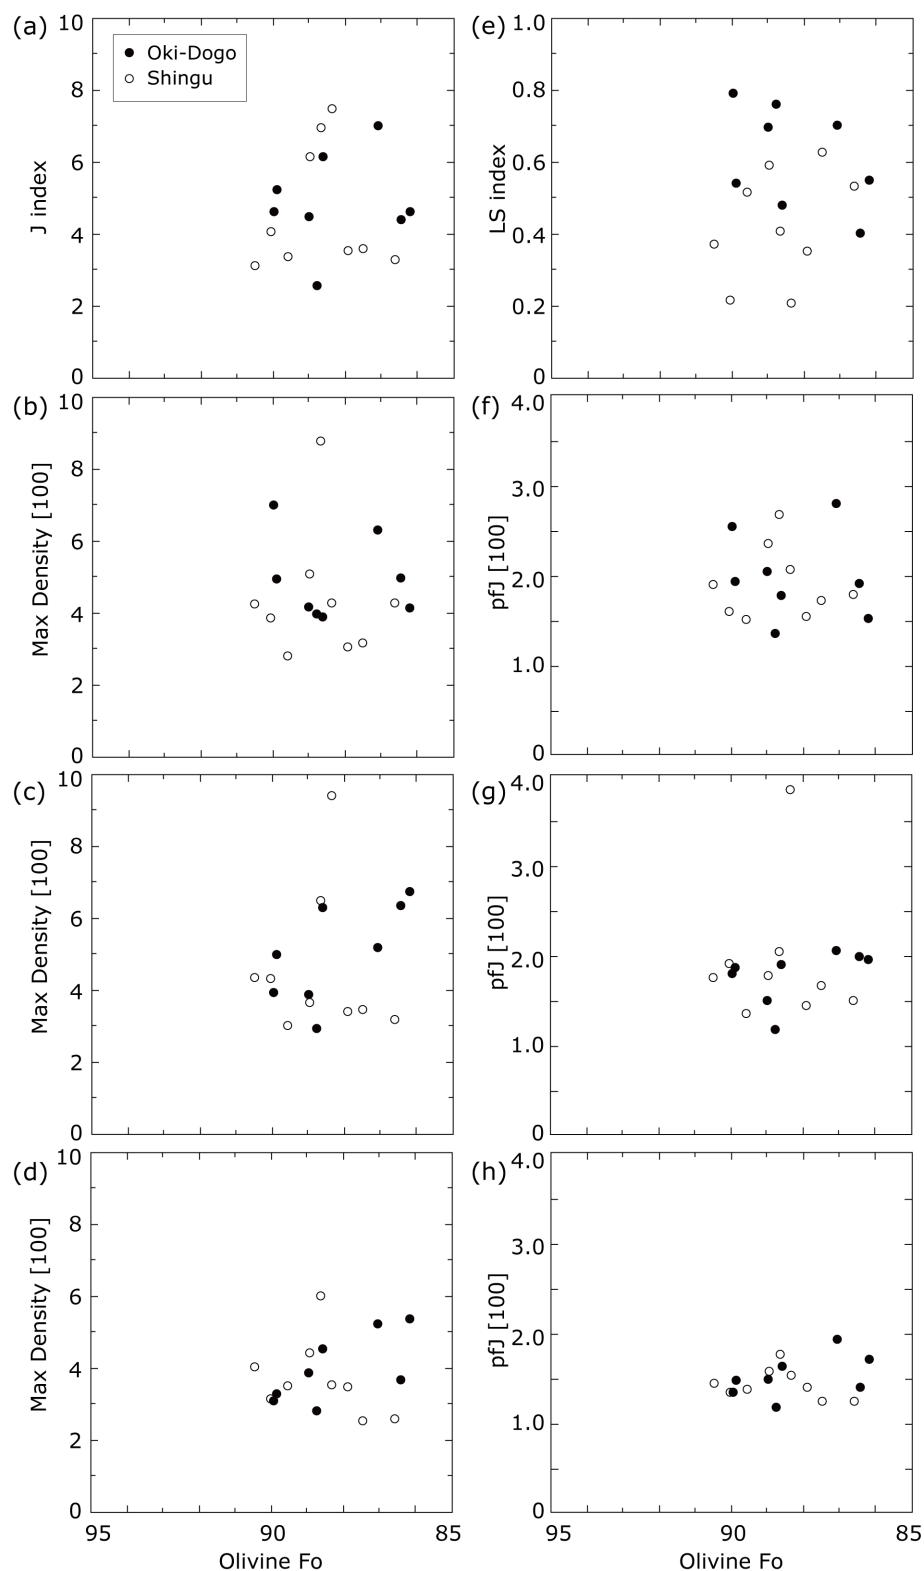 (a)
10
8
6
4
2
0
J index
Oki-Dogo
Shingu
(e)
1.0
0.8
0.6
0.4
0.2
0
LS index
(b)
10
8
6
4
2
0
Max Density [100]
(f)
4.0
3.0
2.0
1.0
0
pfJ [100]
(c)
10
8
6
4
2
0
Max Density [100]
(g)
4.0
3.0
2.0
1.0
0
pfJ [100]
(d)
10
8
6
4
2
0
Max Density [100]
95 90 85
Olivine Fo
(h)
4.0
3.0
2.0
1.0
0
pfJ [100]
95 90 85
Olivine Fo